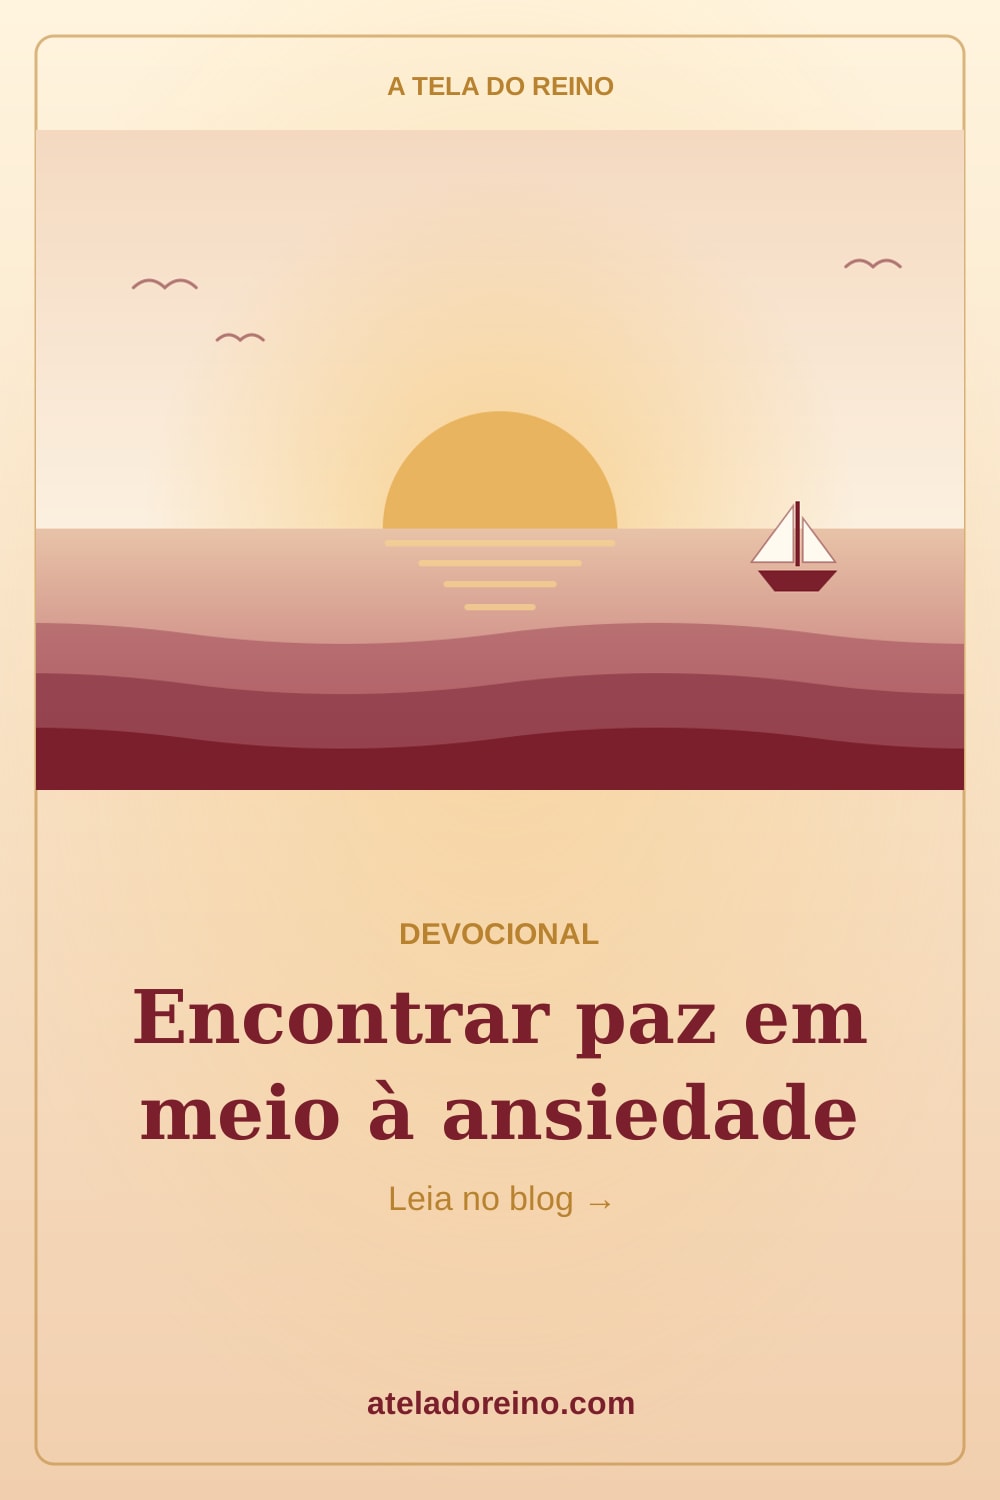 A TELA DO REINO
DEVOCIONAL
Encontrar paz em
meio à ansiedade
Leia no blog →
ateladoreino.com